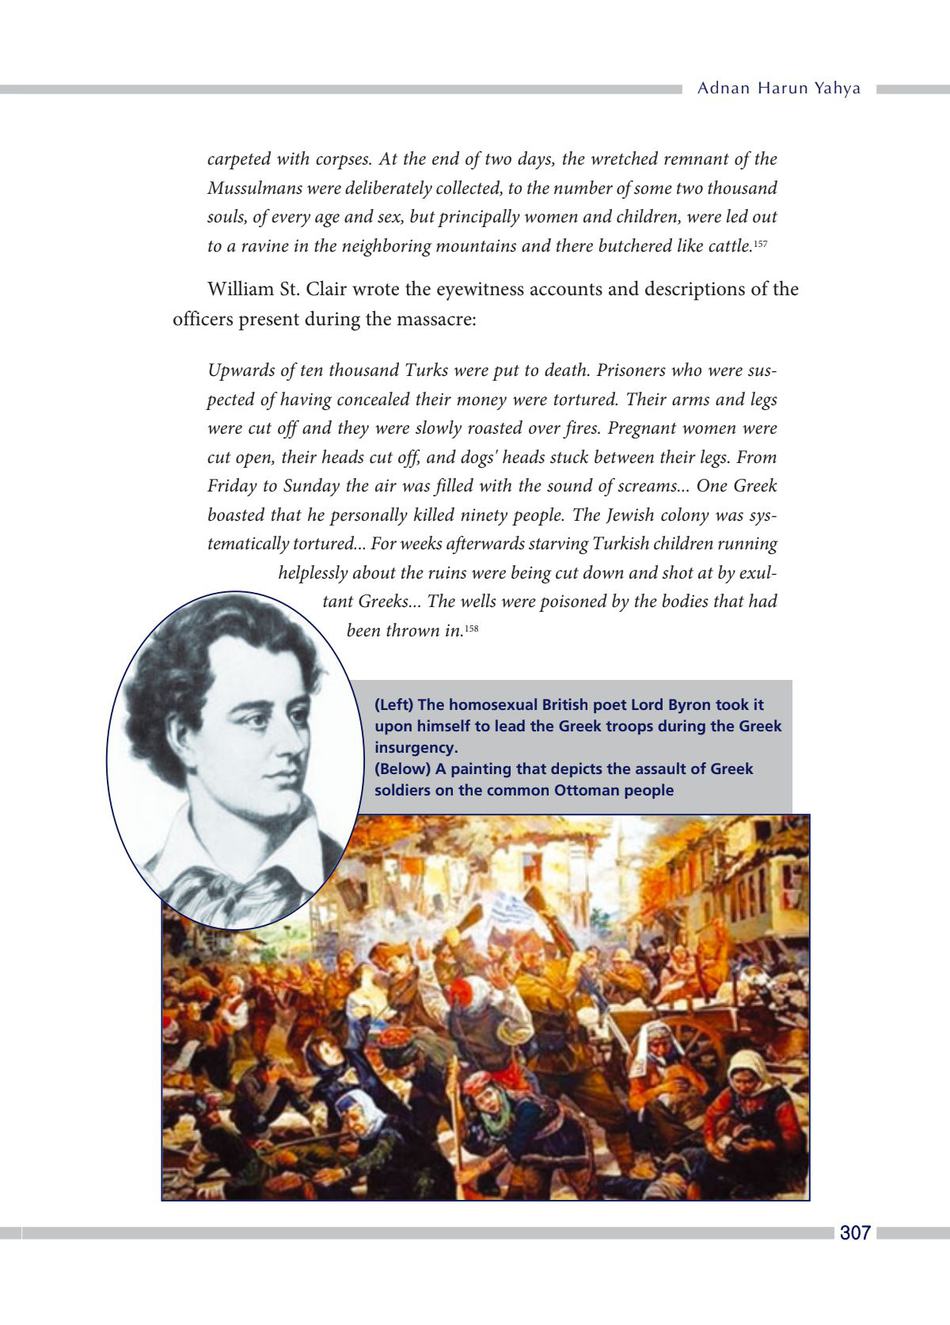 Adnan Harun Yahya
carpeted with corpses. At the end of two days, the wretched remnant of the
Mussulmans were deliberately collected, to the number of some two thousand
souls, of every age and sex, but principally women and children, were led out
to a ravine in the neighboring mountains and there butchered like cattle.157
William St. Clair wrote the eyewitness accounts and descriptions of the
officers present during the massacre:
Upwards of ten thousand Turks were put to death. Prisoners who were sus-
pected of having concealed their money were tortured. Their arms and legs
were cut off and they were slowly roasted over fires. Pregnant women were
cut open, their heads cut off, and dogs' heads stuck between their legs. From
Friday to Sunday the air was filled with the sound of screams... One Greek
boasted that he personally killed ninety people. The Jewish colony was sys-
tematically tortured... For weeks afterwards starving Turkish children running
helplessly about the ruins were being cut down and shot at by exul-
tant Greeks... The wells were poisoned by the bodies that had
been thrown in.158
(Left) The homosexual British poet Lord Byron took it
upon himself to lead the Greek troops during the Greek
insurgency.
(Below) A painting that depicts the assault of Greek
soldiers on the common Ottoman people
307